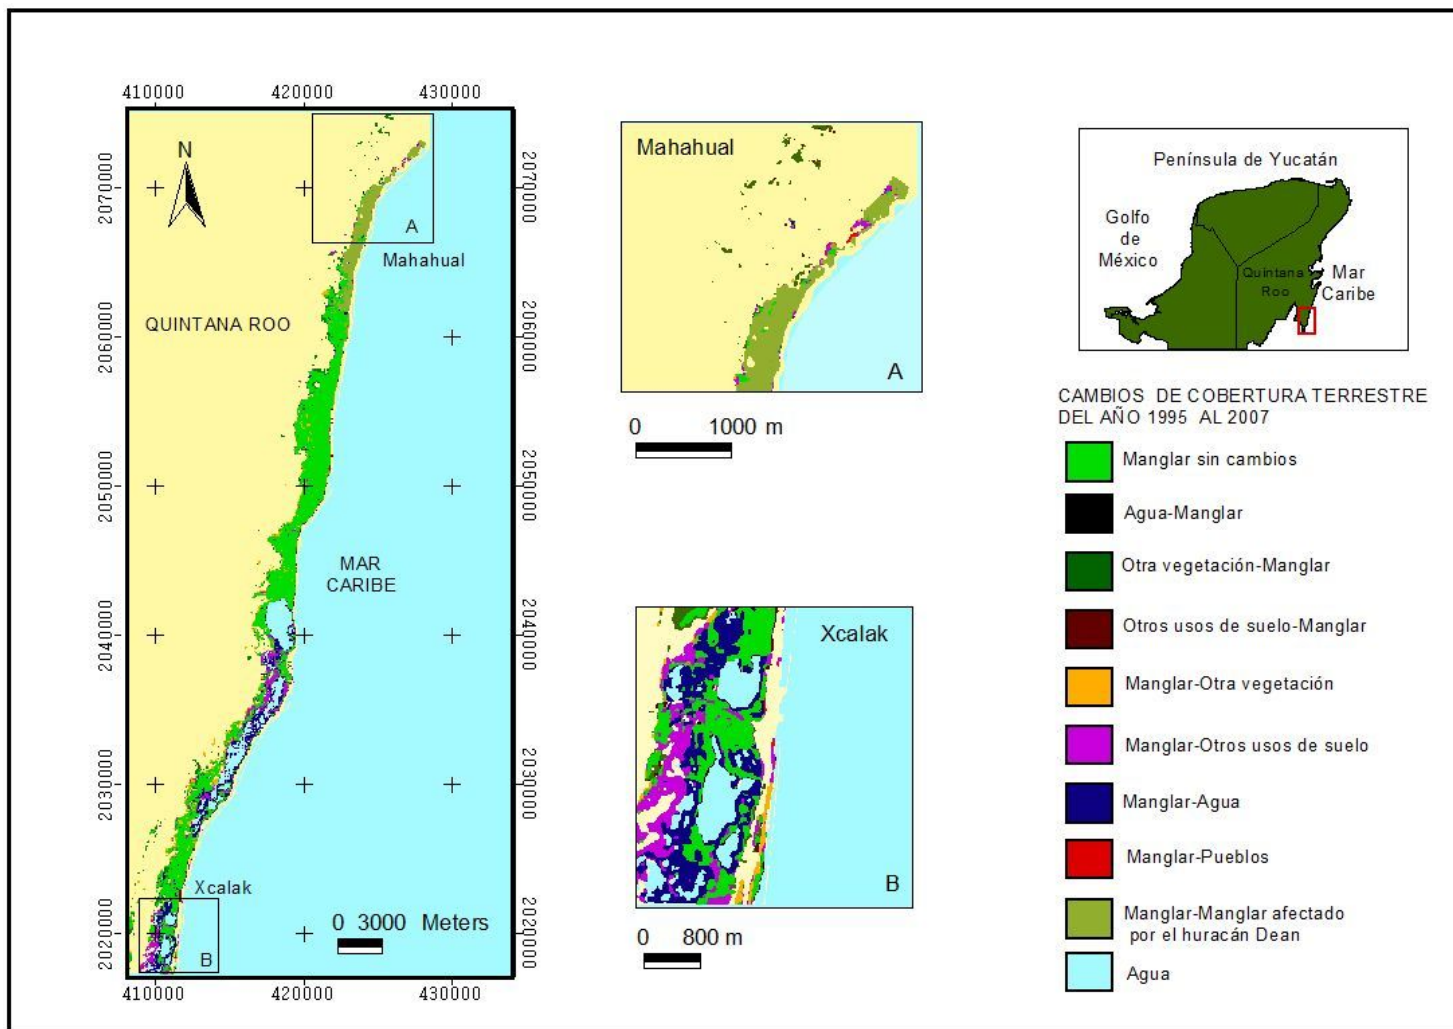 410000 420000 430000
N
2070000
2060000
2050000
2040000
2030000
2020000
QUINTANA ROO
MAR
CARIBE
A
Mahahual
Xcalak
B
0 3000 Meters
2070000
2060000
2050000
2040000
2030000
2020000
410000 420000 430000
Mahahual
A
0 1000 m
Xcalak
B
0 800 m
Península de Yucatán
Golfo
de
México
Quintana
Roo
Mar
Caribe
CAMBIOS DE COBERTURA TERRESTRE
DEL AÑO 1995 AL 2007
Manglar sin cambios
Agua-Manglar
Otra vegetación-Manglar
Otros usos de suelo-Manglar
Manglar-Otra vegetación
Manglar-Otros usos de suelo
Manglar-Agua
Manglar-Pueblos
Manglar-Manglar afectado
por el huracán Dean
Agua